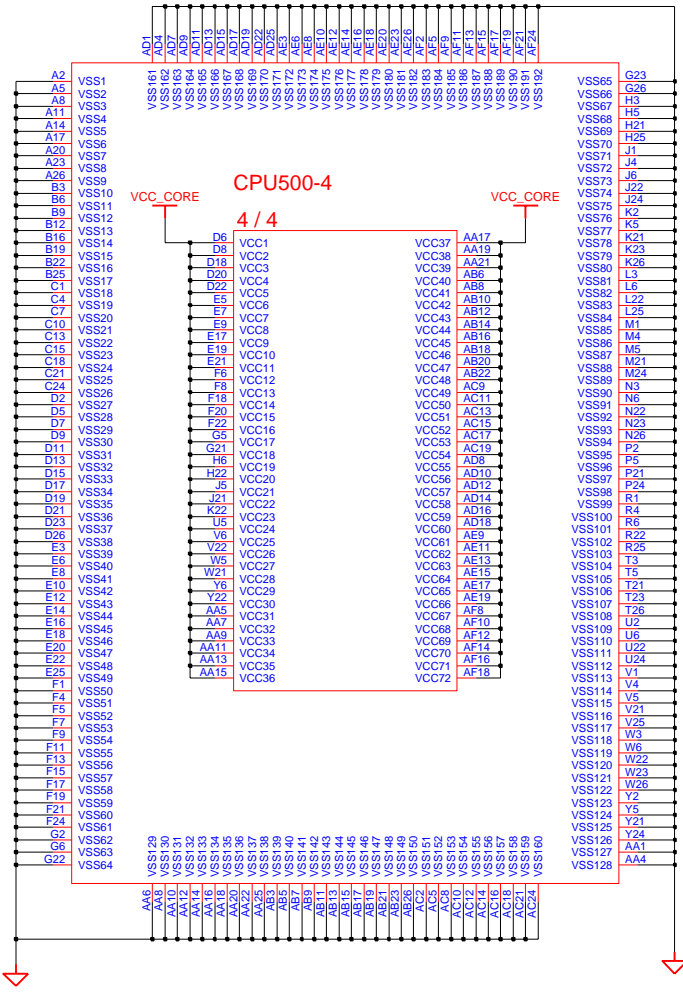 AD1 AD4 AD7 AD9 AD11 AD13 AD15 AD17 AD19 AD22 AD25 AE3 AE6 AE8 AE10 AE12 AE14 AE16 AE18 AE20 AE23 AE26 AF2 AF5 AF9 AF11 AF13 AF15 AF17 AF19 AF21 AF24
VSS161 VSS162 VSS163 VSS164 VSS165 VSS166 VSS167 VSS168 VSS169 VSS170 VSS171 VSS172 VSS173 VSS174 VSS175 VSS176 VSS177 VSS178 VSS179 VSS180 VSS181 VSS182 VSS183 VSS184 VSS185 VSS186 VSS187 VSS188 VSS189 VSS190 VSS191 VSS192
A2 VSS1 VSS65 G23
A5 VSS2 VSS66 G26
A8 VSS3 VSS67 H3
A11 VSS4 VSS68 H5
A14 VSS5 VSS69 H21
A17 VSS6 VSS70 H25
A20 VSS7 VSS71 J1
A23 VSS8 VSS72 J4
A26 VSS9 VSS73 J6
B3 VSS10 VSS74 J22
B6 VSS11 VSS75 J24
B9 VSS12 VSS76 K2
B12 VSS13 VSS77 K5
B16 VSS14 VSS78 K21
B19 VSS15 VSS79 K23
B22 VSS16 VSS80 K26
B25 VSS17 VSS81 L3
C1 VSS18 VSS82 L6
C4 VSS19 VSS83 L22
C7 VSS20 VSS84 L25
C10 VSS21 VSS85 M1
C13 VSS22 VSS86 M4
C15 VSS23 VSS87 M5
C18 VSS24 VSS88 M21
C21 VSS25 VSS89 M24
C24 VSS26 VSS90 N3
D2 VSS27 VSS91 N6
D5 VSS28 VSS92 N22
D7 VSS29 VSS93 N23
D9 VSS30 VSS94 N26
D11 VSS31 VSS95 P2
D13 VSS32 VSS96 P5
D15 VSS33 VSS97 P21
D17 VSS34 VSS98 P24
D19 VSS35 VSS99 R1
D21 VSS36 VSS100 R4
D23 VSS37 VSS101 R6
D26 VSS38 VSS102 R22
E3 VSS39 VSS103 R25
E6 VSS40 VSS104 T3
E8 VSS41 VSS105 T5
E10 VSS42 VSS106 T21
E12 VSS43 VSS107 T23
E14 VSS44 VSS108 T26
E16 VSS45 VSS109 U2
E18 VSS46 VSS110 U6
E20 VSS47 VSS111 U22
E22 VSS48 VSS112 U24
E25 VSS49 VSS113 V1
F1 VSS50 VSS114 V4
F4 VSS51 VSS115 V5
F5 VSS52 VSS116 V21
F7 VSS53 VSS117 V25
F9 VSS54 VSS118 W3
F11 VSS55 VSS119 W6
F13 VSS56 VSS120 W22
F15 VSS57 VSS121 W23
F17 VSS58 VSS122 W26
F19 VSS59 VSS123 Y2
F21 VSS60 VSS124 Y5
F24 VSS61 VSS125 Y21
G2 VSS62 VSS126 Y24
G6 VSS63 VSS127 AA1
G22 VSS64 VSS128 AA4
CPU500-4
VCC_CORE VCC_CORE
4 / 4
D6 VCC1 VCC37 AA17
D8 VCC2 VCC38 AA19
D18 VCC3 VCC39 AA21
D20 VCC4 VCC40 AB6
D22 VCC5 VCC41 AB8
E5 VCC6 VCC42 AB10
E7 VCC7 VCC43 AB12
E9 VCC8 VCC44 AB14
E17 VCC9 VCC45 AB16
E19 VCC10 VCC46 AB18
E21 VCC11 VCC47 AB20
F6 VCC12 VCC48 AB22
F8 VCC13 VCC49 AC9
F18 VCC14 VCC50 AC11
F20 VCC15 VCC51 AC13
F22 VCC16 VCC52 AC15
G5 VCC17 VCC53 AC17
G21 VCC18 VCC54 AC19
H6 VCC19 VCC55 AD8
H22 VCC20 VCC56 AD10
J5 VCC21 VCC57 AD12
J21 VCC22 VCC58 AD14
K22 VCC23 VCC59 AD16
U5 VCC24 VCC60 AD18
V6 VCC25 VCC61 AE9
V22 VCC26 VCC62 AE11
W5 VCC27 VCC63 AE13
W21 VCC28 VCC64 AE15
Y6 VCC29 VCC65 AE17
Y22 VCC30 VCC66 AE19
AA5 VCC31 VCC67 AF8
AA7 VCC32 VCC68 AF10
AA9 VCC33 VCC69 AF12
AA11 VCC34 VCC70 AF14
AA13 VCC35 VCC71 AF16
AA15 VCC36 VCC72 AF18
VSS129 VSS130 VSS131 VSS132 VSS133 VSS134 VSS135 VSS136 VSS137 VSS138 VSS139 VSS140 VSS141 VSS142 VSS143 VSS144 VSS145 VSS146 VSS147 VSS148 VSS149 VSS150 VSS151 VSS152 VSS153 VSS154 VSS155 VSS156 VSS157 VSS158 VSS159 VSS160
AA6 AA8 AA10 AA12 AA14 AA16 AA18 AA20 AA22 AA25 AB3 AB5 AB7 AB9 AB11 AB13 AB15 AB17 AB19 AB21 AB23 AB26 AC2 AC5 AC8 AC10 AC12 AC14 AC16 AC18 AC21 AC24